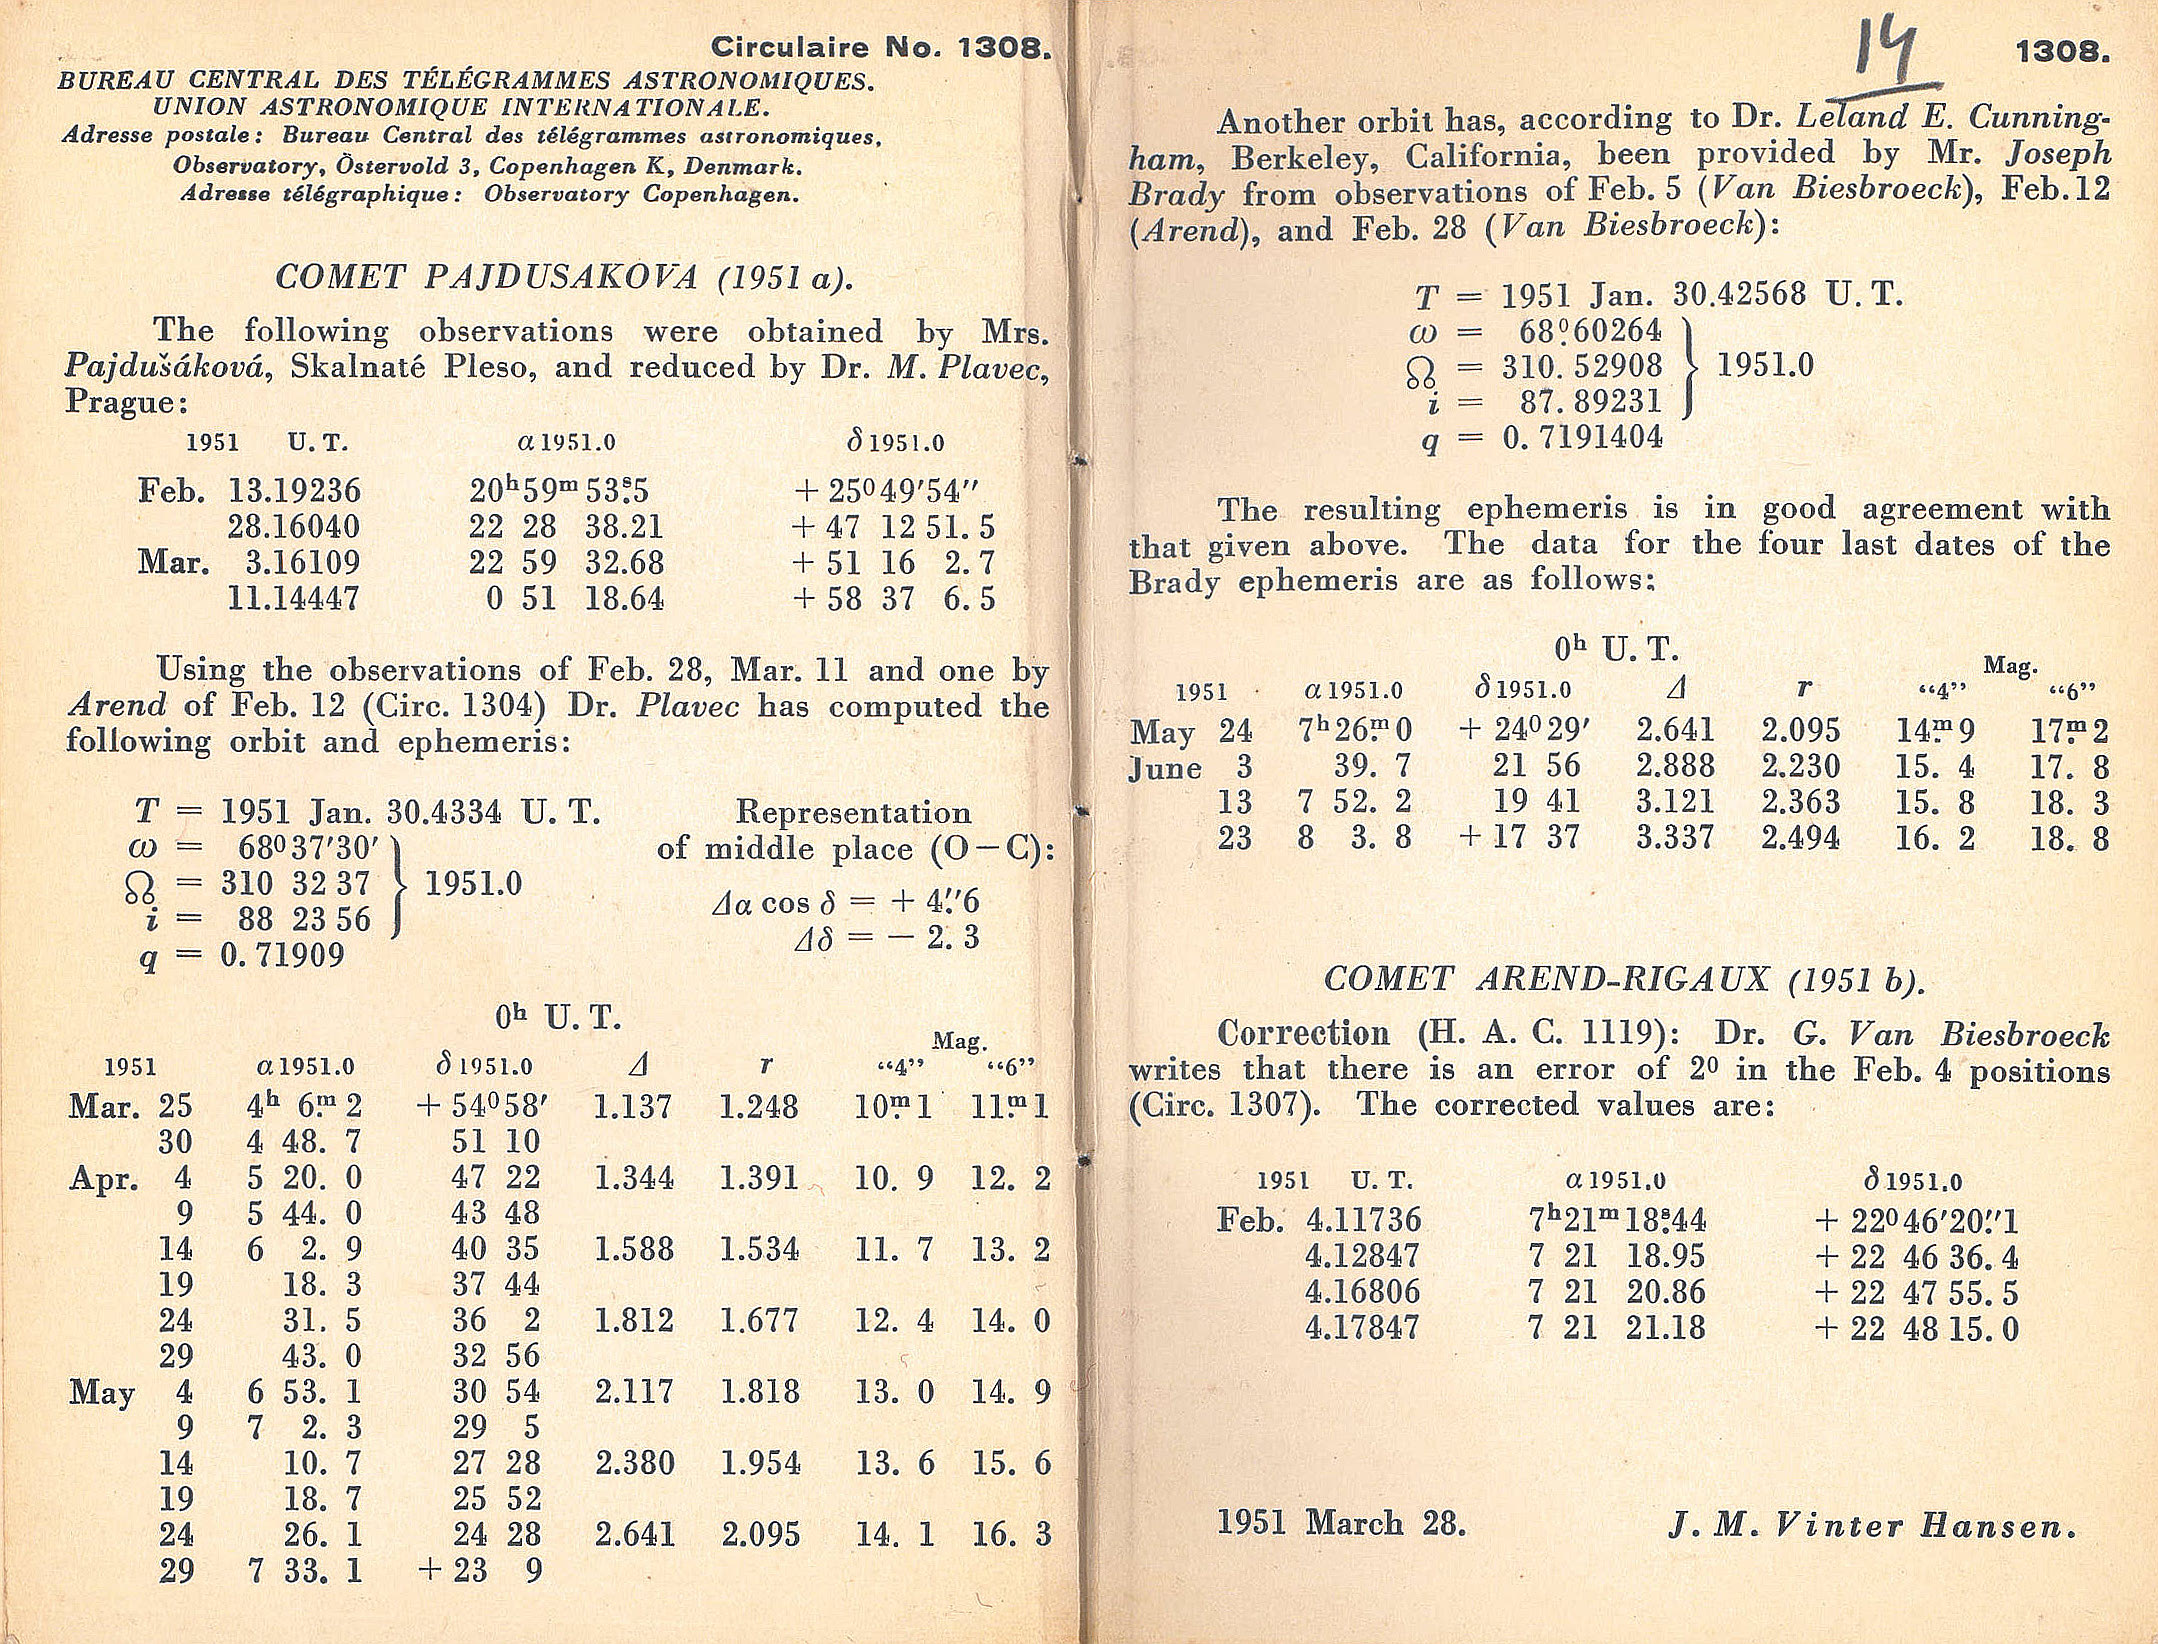 Circulaire No. 1308.
BUREAU CENTRAL DES TÉLÉGRAMMES ASTRONOMIQUES.
UNION ASTRONOMIQUE INTERNATIONALE.
Adresse postale: Bureau Central des télégrammes astronomiques,
Observatory, Östervold 3, Copenhagen K, Denmark.
Adresse télégraphique: Observatory Copenhagen.
COMET PAJDUSAKOVA (1951 a).
The following observations were obtained by Mrs.
Pajdušáková, Skalnaté Pleso, and reduced by Dr. M. Plavec,
Prague:
1951 U. T. α 1951.0 δ 1951.0
Feb. 13.19236 20ʰ59ᵐ53ˢ.5 + 25°49′54″
28.16040 22 28 38.21 + 47 12 51.5
Mar. 3.16109 22 59 32.68 + 51 16 2.7
11.14447 0 51 18.64 + 58 37 6.5
Using the observations of Feb. 28, Mar. 11 and one by
Arend of Feb. 12 (Circ. 1304) Dr. Plavec has computed the
following orbit and ephemeris:
T = 1951 Jan. 30.4334 U. T. Representation
ω = 68°37′30′ of middle place (O—C):
☊ = 310 32 37 } 1951.0 Δα cos δ = + 4″.6
i = 88 23 56 Δδ = — 2.3
q = 0.71909
0ʰ U. T.
Mag.
1951 α 1951.0 δ 1951.0 Δ r “4” “6”
Mar. 25 4ʰ 6ᵐ.2 + 54°58′ 1.137 1.248 10ᵐ.1 11ᵐ.1
30 4 48.7 51 10
Apr. 4 5 20.0 47 22 1.344 1.391 10.9 12.2
9 5 44.0 43 48
14 6 2.9 40 35 1.588 1.534 11.7 13.2
19 18.3 37 44
24 31.5 36 2 1.812 1.677 12.4 14.0
29 43.0 32 56
May 4 6 53.1 30 54 2.117 1.818 13.0 14.9
9 7 2.3 29 5
14 10.7 27 28 2.380 1.954 13.6 15.6
19 18.7 25 52
24 26.1 24 28 2.641 2.095 14.1 16.3
29 7 33.1 + 23 9
14
1308.
Another orbit has, according to Dr. Leland E. Cunning-
ham, Berkeley, California, been provided by Mr. Joseph
Brady from observations of Feb. 5 (Van Biesbroeck), Feb. 12
(Arend), and Feb. 28 (Van Biesbroeck):
T = 1951 Jan. 30.42568 U. T.
ω = 68°.60264
☊ = 310.52908 } 1951.0
i = 87.89231
q = 0.7191404
The resulting ephemeris is in good agreement with
that given above. The data for the four last dates of the
Brady ephemeris are as follows:
0ʰ U. T.
Mag.
1951 α 1951.0 δ 1951.0 Δ r “4” “6”
May 24 7ʰ26ᵐ.0 + 24°29′ 2.641 2.095 14ᵐ.9 17ᵐ.2
June 3 39.7 21 56 2.888 2.230 15.4 17.8
13 7 52.2 19 41 3.121 2.363 15.8 18.3
23 8 3.8 + 17 37 3.337 2.494 16.2 18.8
COMET AREND-RIGAUX (1951 b).
Correction (H. A. C. 1119): Dr. G. Van Biesbroeck
writes that there is an error of 2° in the Feb. 4 positions
(Circ. 1307). The corrected values are:
1951 U. T. α 1951.0 δ 1951.0
Feb. 4.11736 7ʰ21ᵐ18ˢ.44 + 22°46′20″.1
4.12847 7 21 18.95 + 22 46 36.4
4.16806 7 21 20.86 + 22 47 55.5
4.17847 7 21 21.18 + 22 48 15.0
1951 March 28. J. M. Vinter Hansen.